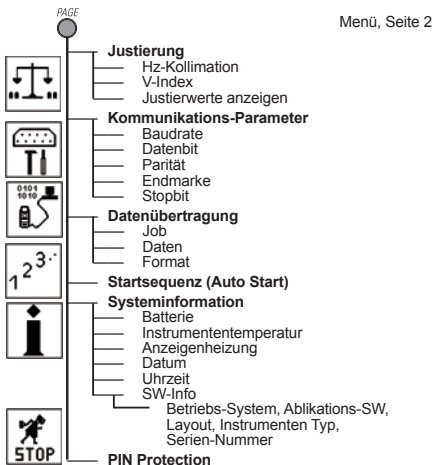 PAGE
Menü, Seite 2
Justierung
Hz-Kollimation
V-Index
Justierwerte anzeigen
Kommunikations-Parameter
Baudrate
Datenbit
Parität
Endmarke
Stopbit
0101
1010
Datenübertragung
Job
Daten
Format
1 2 3
Startsequenz (Auto Start)
Systeminformation
Batterie
Instrumententemperatur
Anzeigenheizung
Datum
Uhrzeit
SW-Info
Betriebs-System, Ablikations-SW,
Layout, Instrumenten Typ,
Serien-Nummer
STOP
PIN Protection